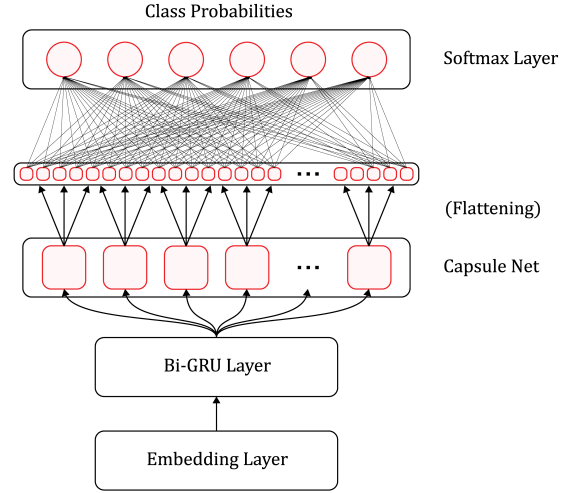 Class Probabilities
Softmax Layer
...
(Flattening)
Capsule Net
...
Bi-GRU Layer
Embedding Layer